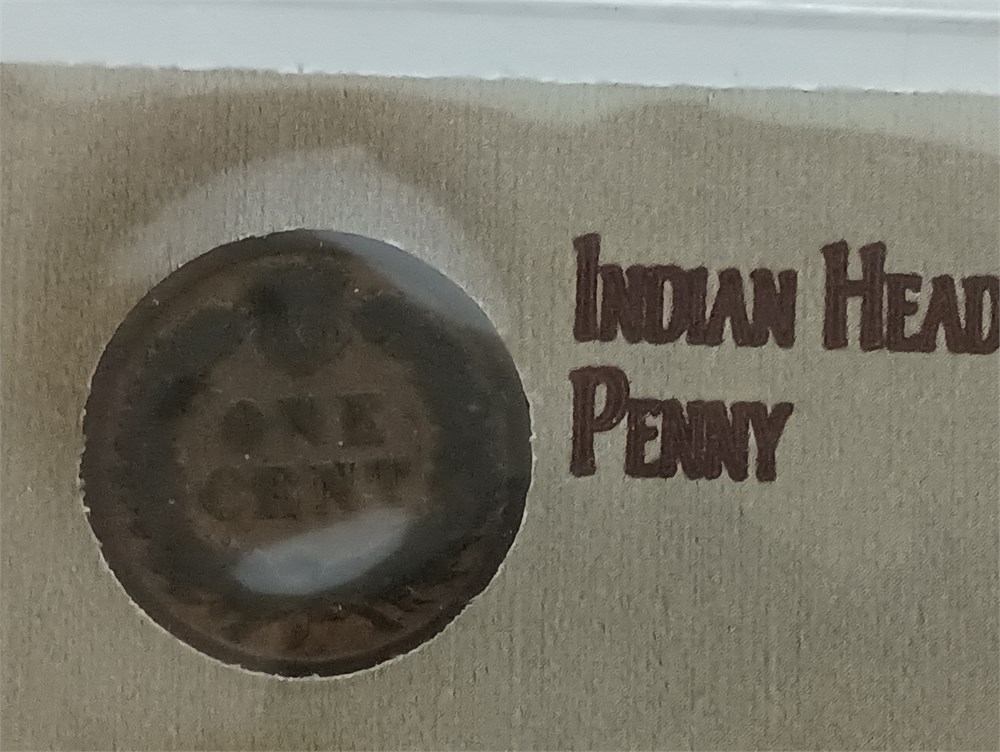 ONE
CENT
INDIAN HEAD
PENNY